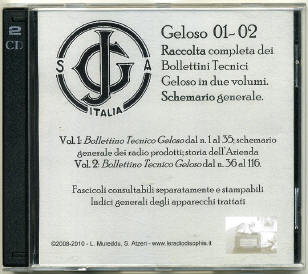 2 CD
S A
JG
ITALIA
Geloso 01-02
Raccolta completa dei
Bollettini Tecnici
Geloso in due volumi.
Schemario generale.
Vol. 1: Bollettino Tecnico Geloso dal n. 1 al 35; schemario
generale dei radio prodotti; storia dell'Azienda
Vol. 2: Bollettino Tecnico Geloso dal n. 36 al 116.
Fascicoli consultabili separatamente e stampabili
Indici generali degli apparecchi trattati
©2008-2010 - L. Mureddu, S. Atzeri - www.leradiodisophie.it